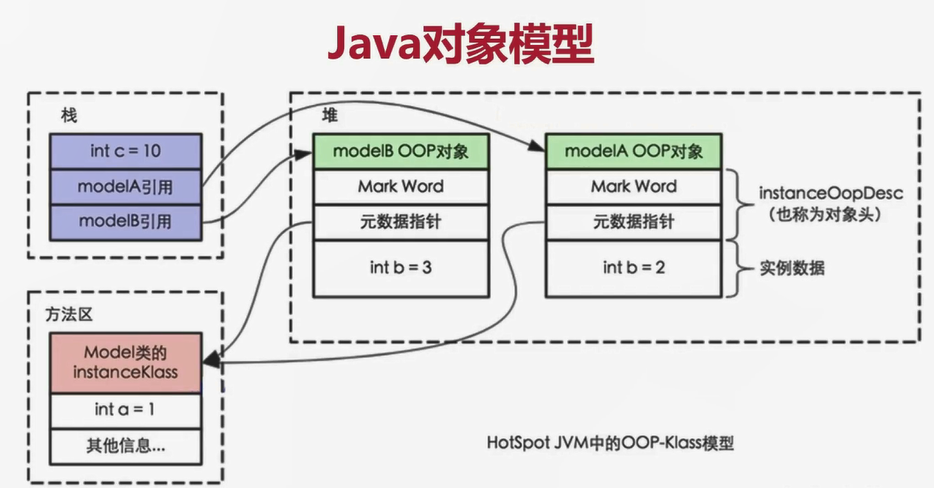 Java对象模型
栈
int c = 10
modelA引用
modelB引用
堆
modelB OOP对象
Mark Word
元数据指针
int b = 3
modelA OOP对象
Mark Word
元数据指针
int b = 2
instanceOopDesc
（也称为对象头）
实例数据
方法区
Model类的
instanceKlass
int a = 1
其他信息...
HotSpot JVM中的OOP-Klass模型